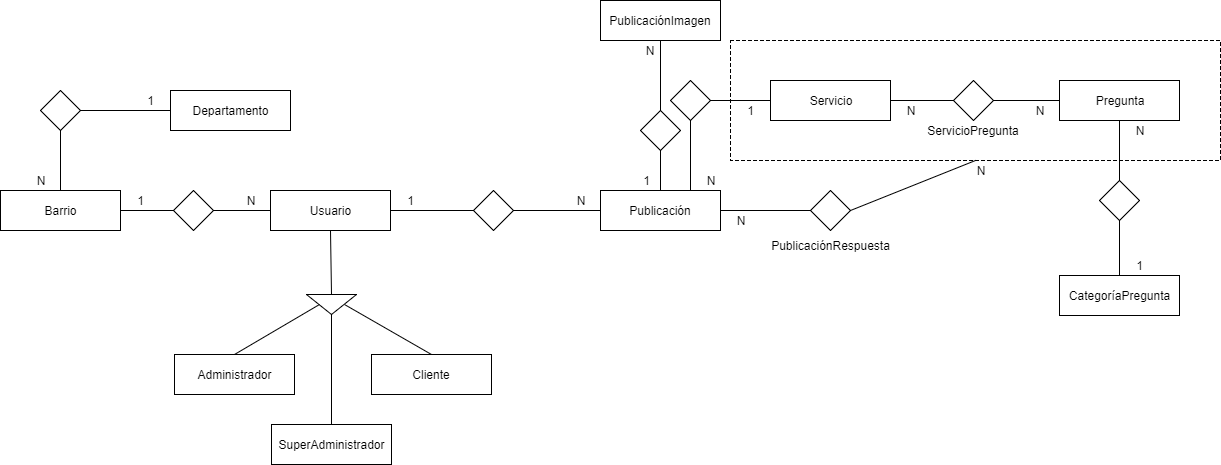 PublicaciónImagen
N
N
1
Departamento
1
Servicio
N
ServicioPregunta
N
Pregunta
N
N
Barrio
1
N
Usuario
1
N
1
N
Publicación
N
N
PublicaciónRespuesta
1
CategoríaPregunta
Administrador
Cliente
SuperAdministrador